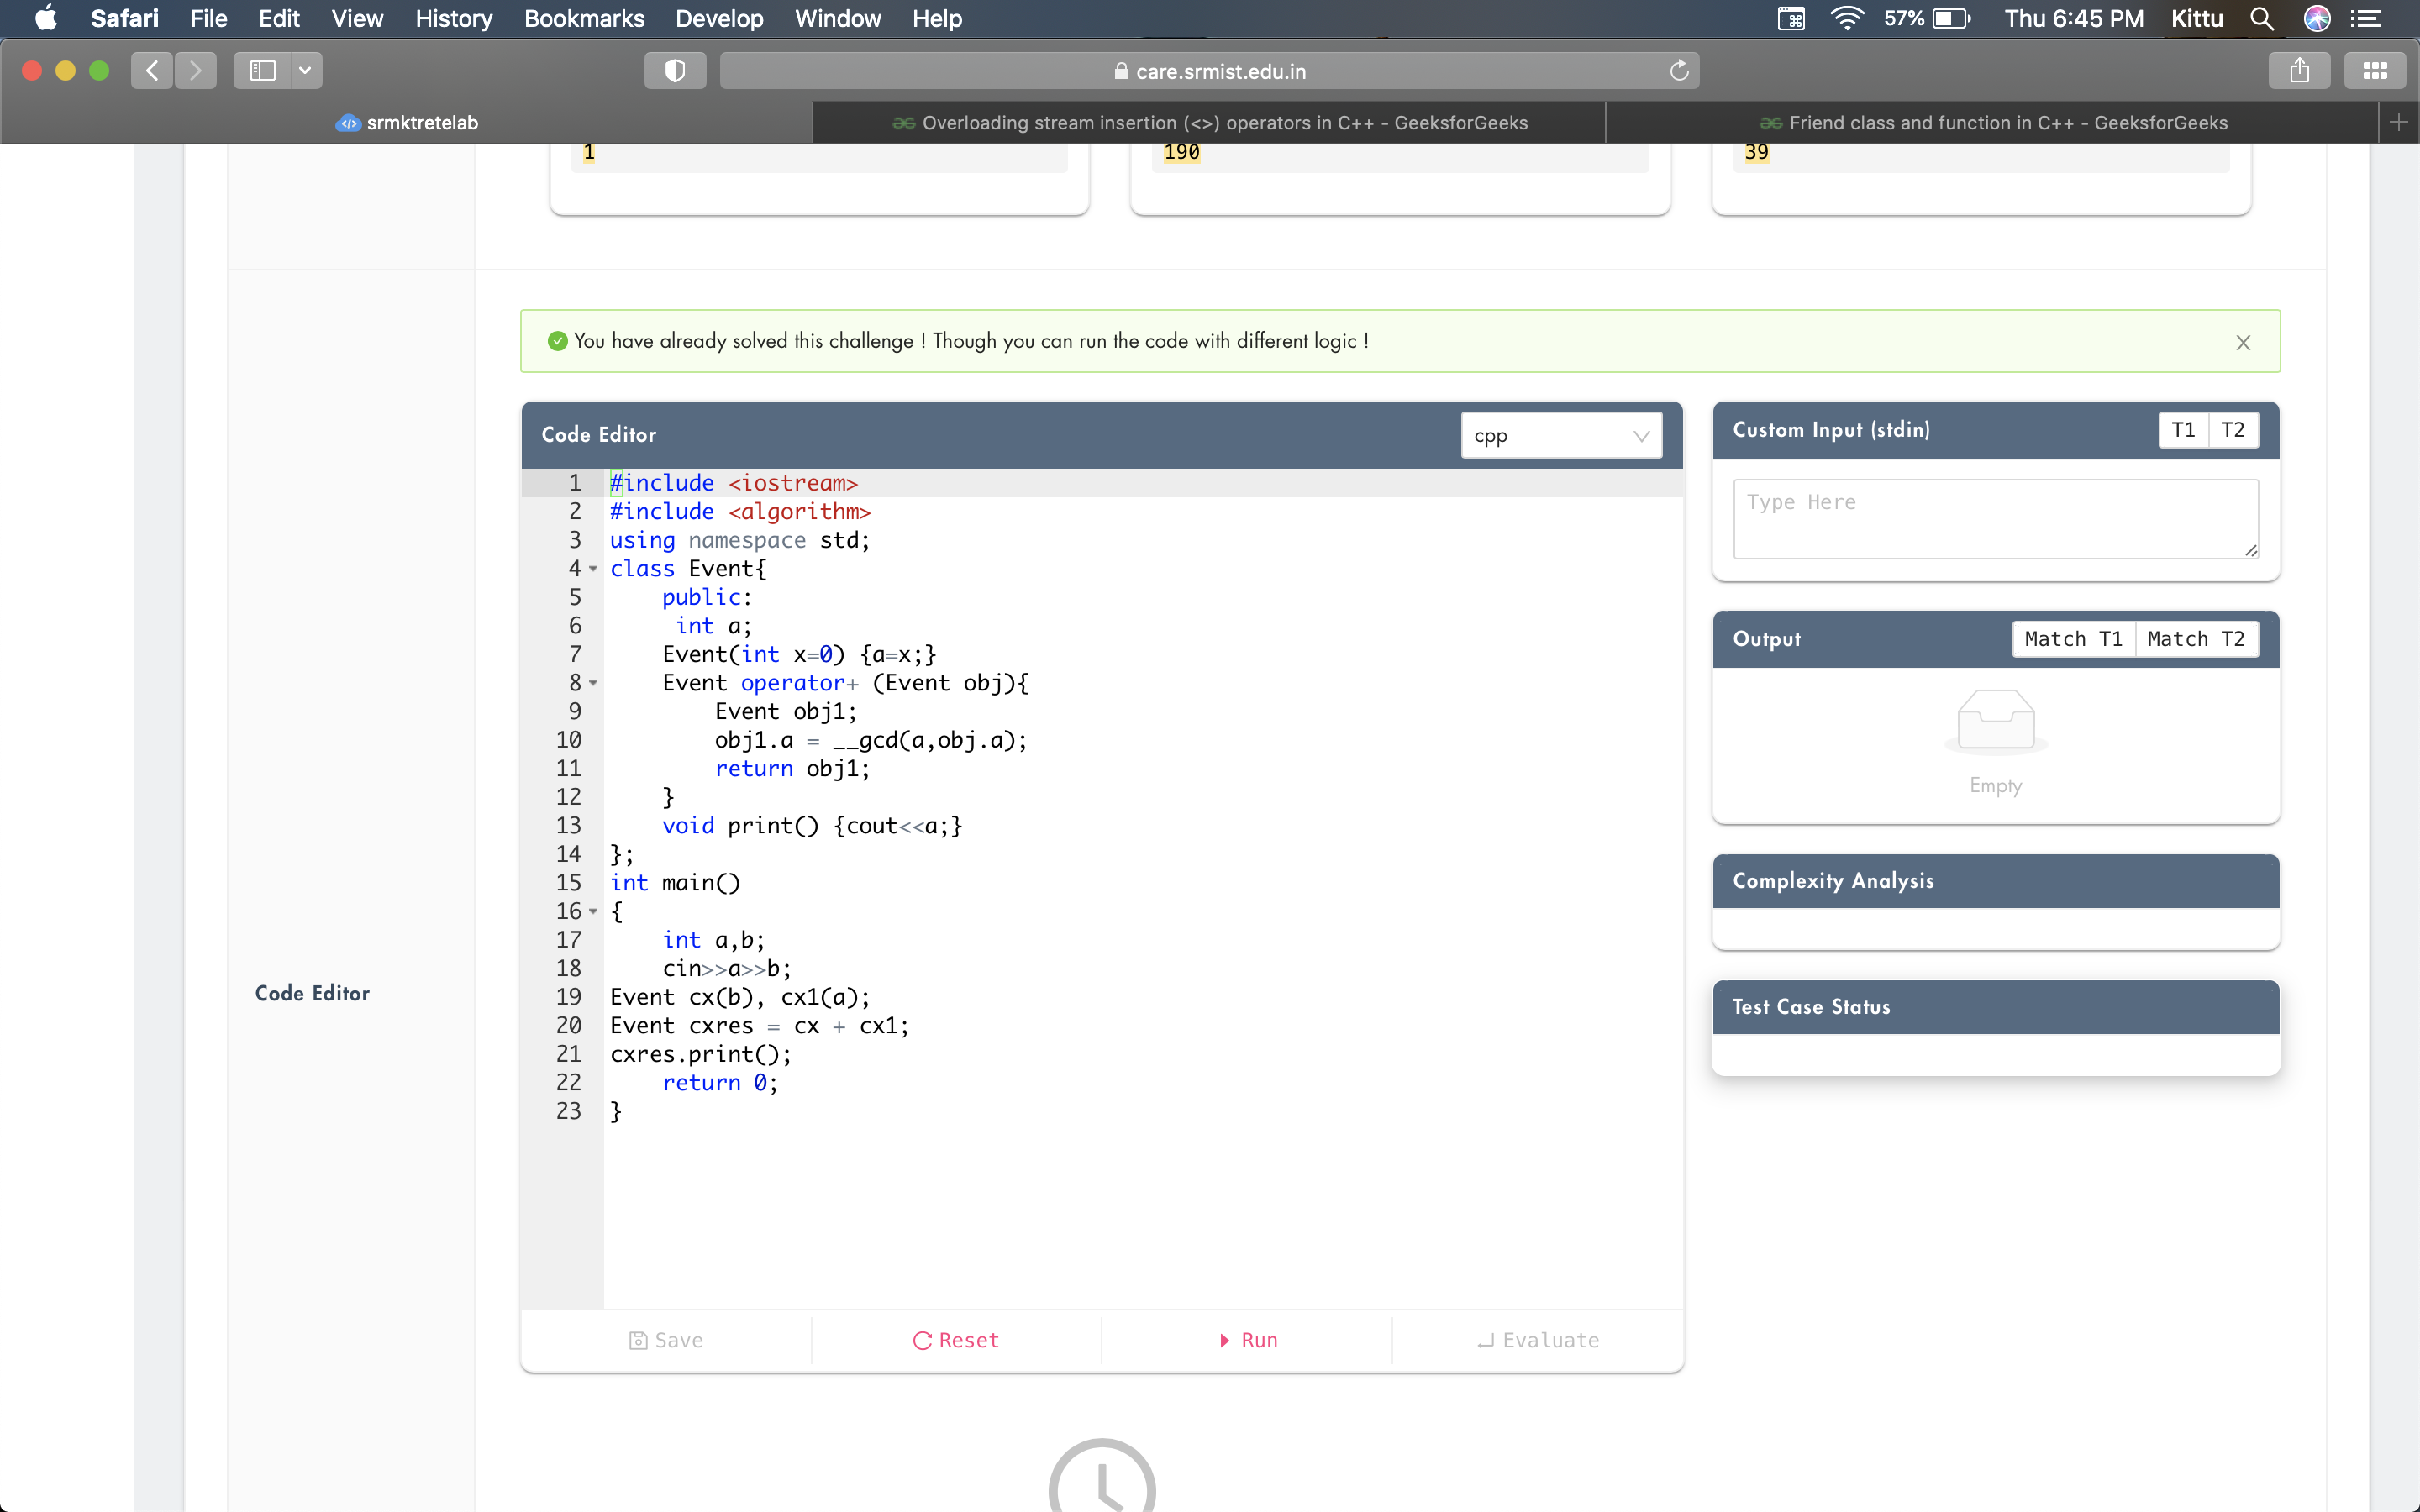 Safari File Edit View History Bookmarks Develop Window Help 57% Thu 6:45 PM Kittu
care.srmist.edu.in
srmktretelab Overloading stream insertion (<>) operators in C++ - GeeksforGeeks Friend class and function in C++ - GeeksforGeeks
1 190 39
You have already solved this challenge ! Though you can run the code with different logic !
Code Editor cpp
1 #include <iostream>
2 #include <algorithm>
3 using namespace std;
4 class Event{
5 public:
6 int a;
7 Event(int x=0) {a=x;}
8 Event operator+ (Event obj){
9 Event obj1;
10 obj1.a = __gcd(a,obj.a);
11 return obj1;
12 }
13 void print() {cout<<a;}
14 };
15 int main()
16 {
17 int a,b;
18 cin>>a>>b;
19 Event cx(b), cx1(a);
20 Event cxres = cx + cx1;
21 cxres.print();
22 return 0;
23 }
Save Reset Run Evaluate
Code Editor
Custom Input (stdin) T1 T2
Type Here
Output Match T1 Match T2
Empty
Complexity Analysis
Test Case Status